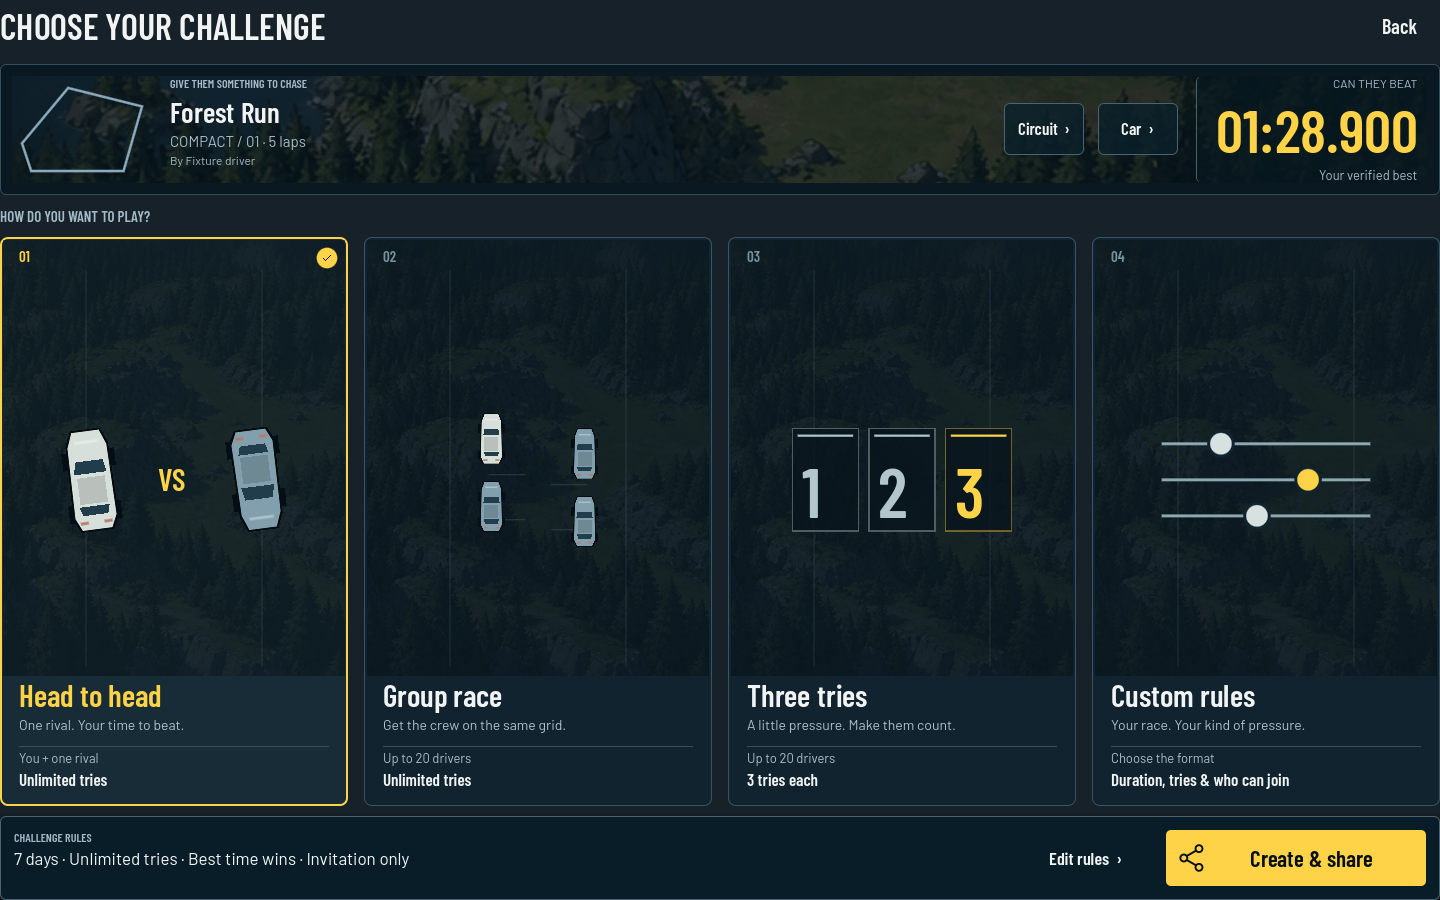 CHOOSE YOUR CHALLENGE
Back
GIVE THEM SOMETHING TO CHASE
Forest Run
COMPACT / 01 · 5 laps
By Fixture driver
Circuit ›
Car ›
CAN THEY BEAT
01:28.900
Your verified best
HOW DO YOU WANT TO PLAY?
01
VS
Head to head
One rival. Your time to beat.
You + one rival
Unlimited tries
02
Group race
Get the crew on the same grid.
Up to 20 drivers
Unlimited tries
03
1 2 3
Three tries
A little pressure. Make them count.
Up to 20 drivers
3 tries each
04
Custom rules
Your race. Your kind of pressure.
Choose the format
Duration, tries & who can join
CHALLENGE RULES
7 days · Unlimited tries · Best time wins · Invitation only
Edit rules ›
Create & share